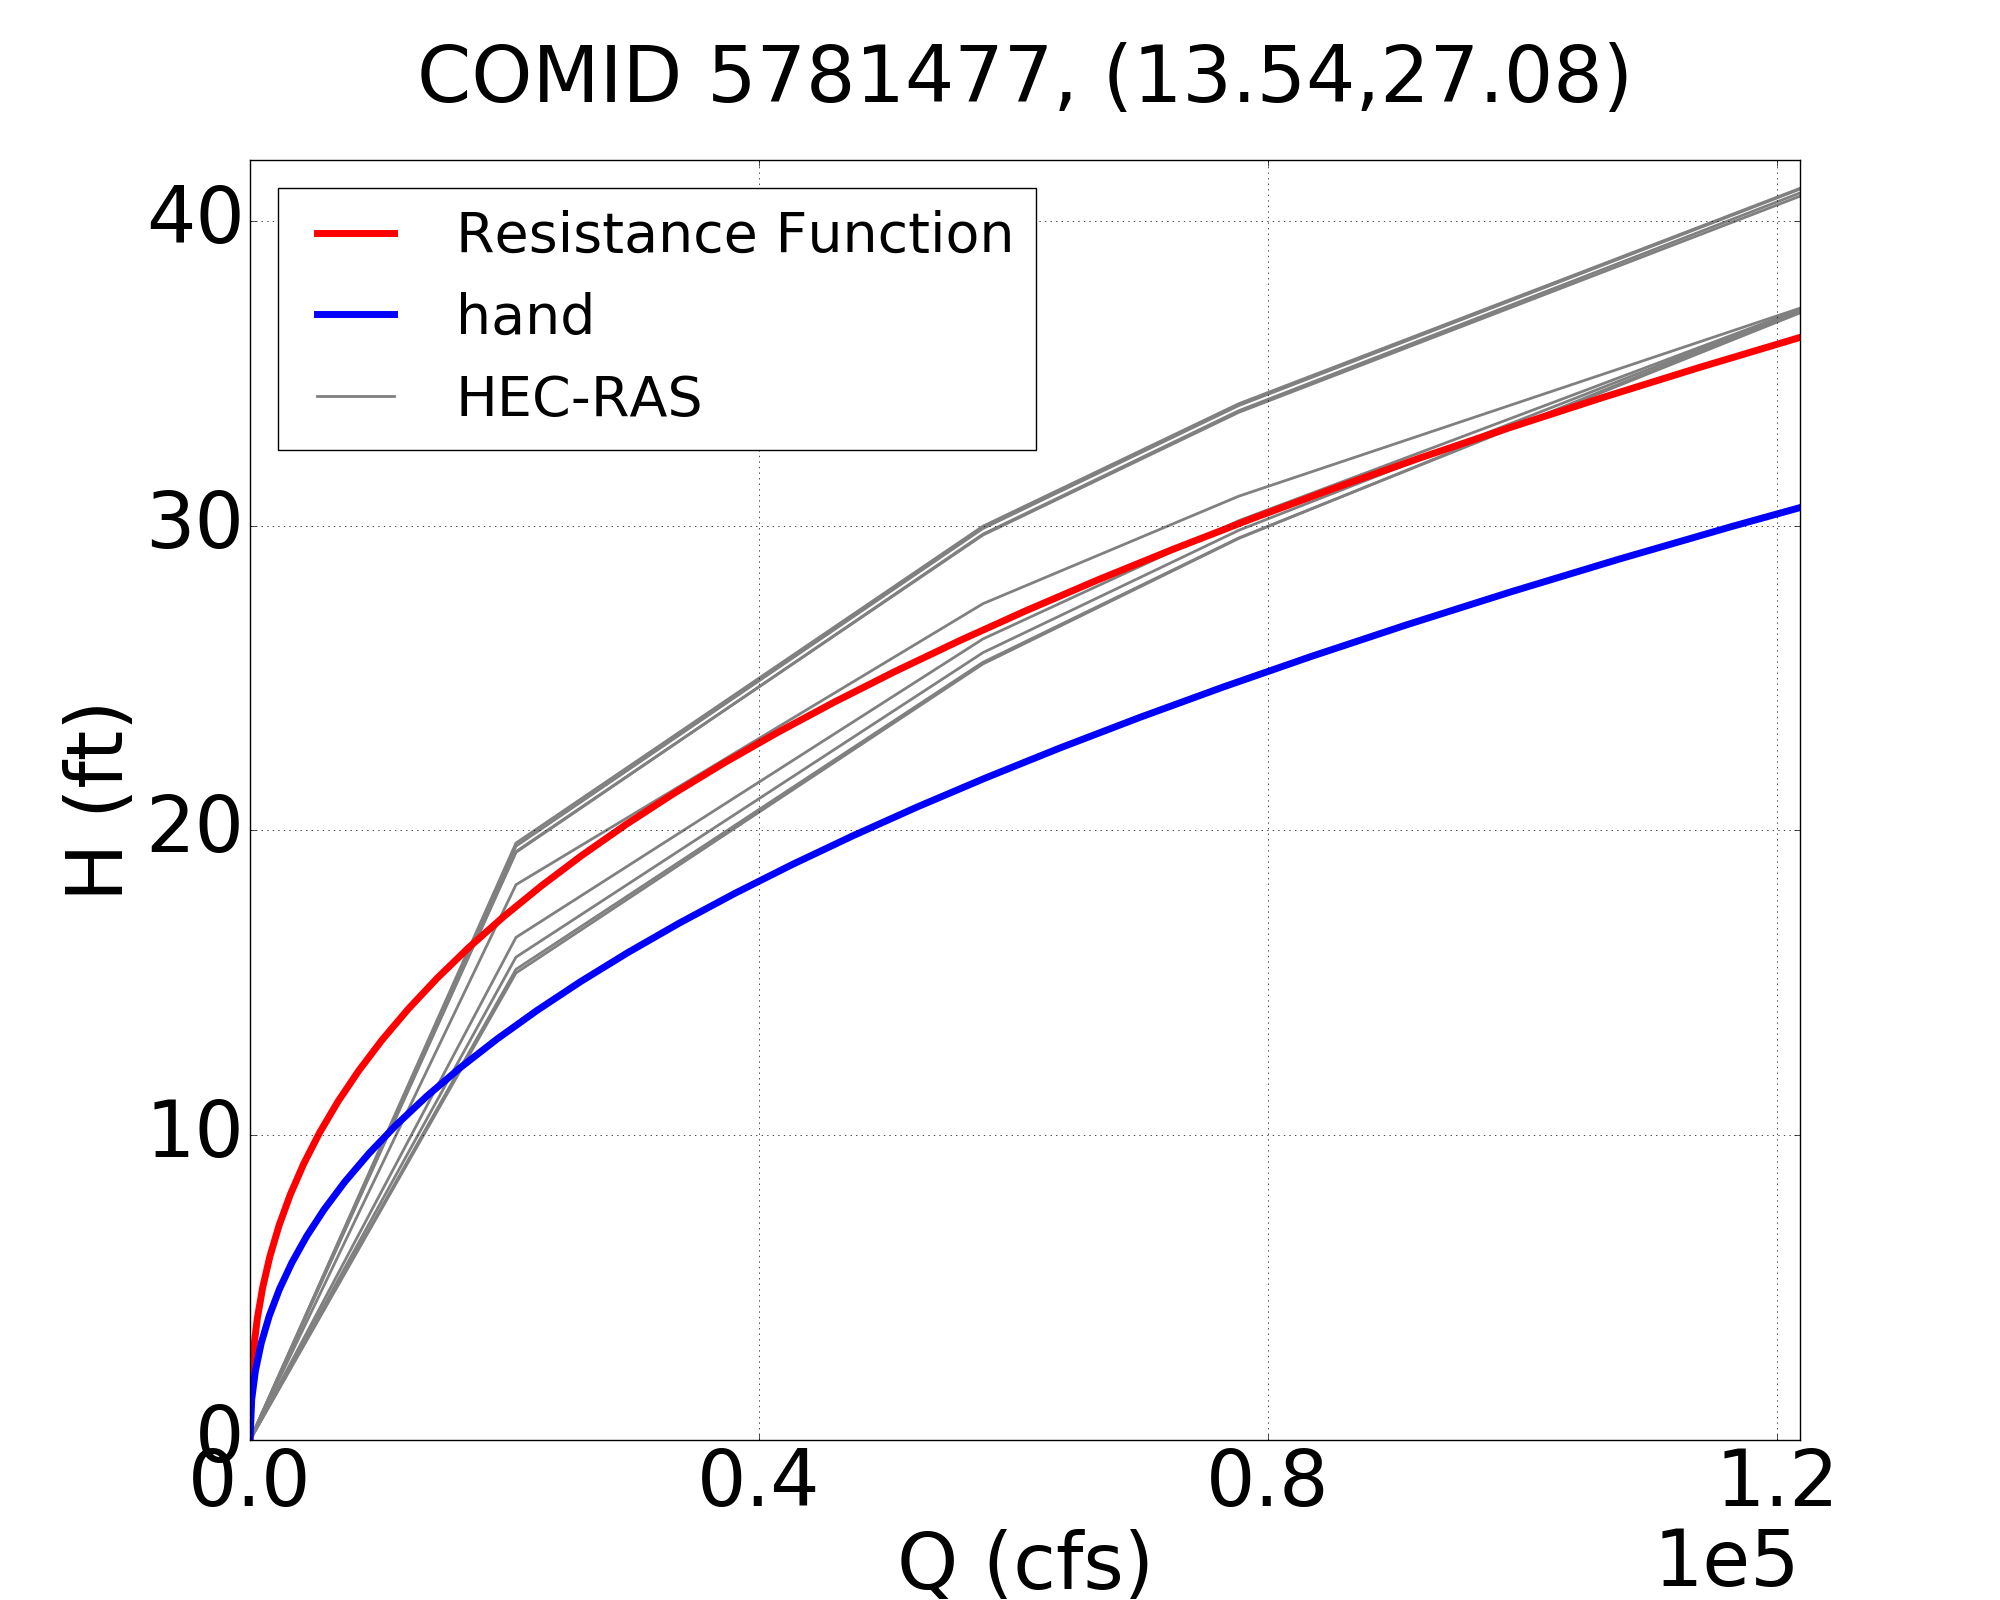 COMID 5781477, (13.54,27.08)
Resistance Function
hand
HEC-RAS
H (ft)
40
30
20
10
0
0.0 0.4 0.8 1.2
1e5
Q (cfs)